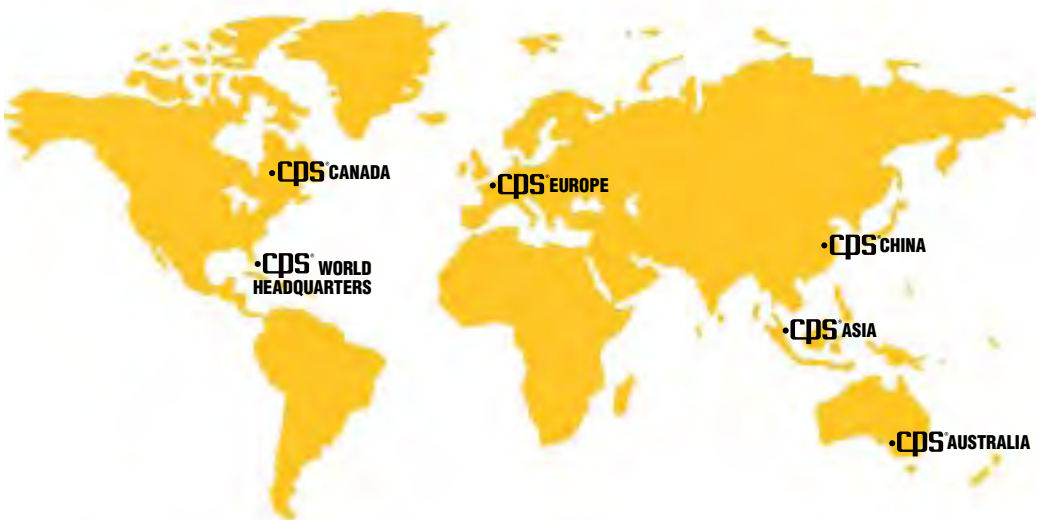 •CPS® CANADA
•CPS® EUROPE
•CPS® CHINA
•CPS® WORLD
HEADQUARTERS
•CPS® ASIA
•CPS® AUSTRALIA